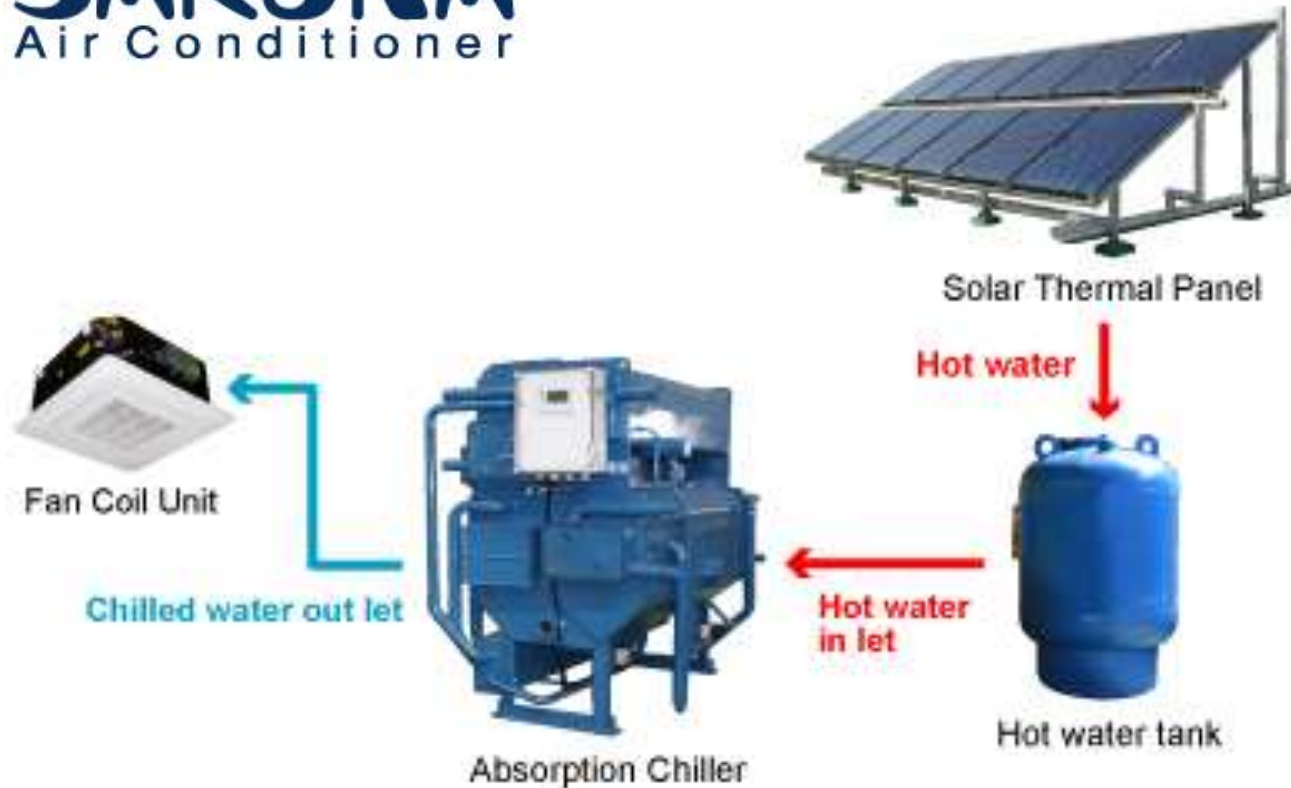 Air Conditioner
Solar Thermal Panel
Hot water
Fan Coil Unit
Chilled water out let
Hot water
in let
Hot water tank
Absorption Chiller